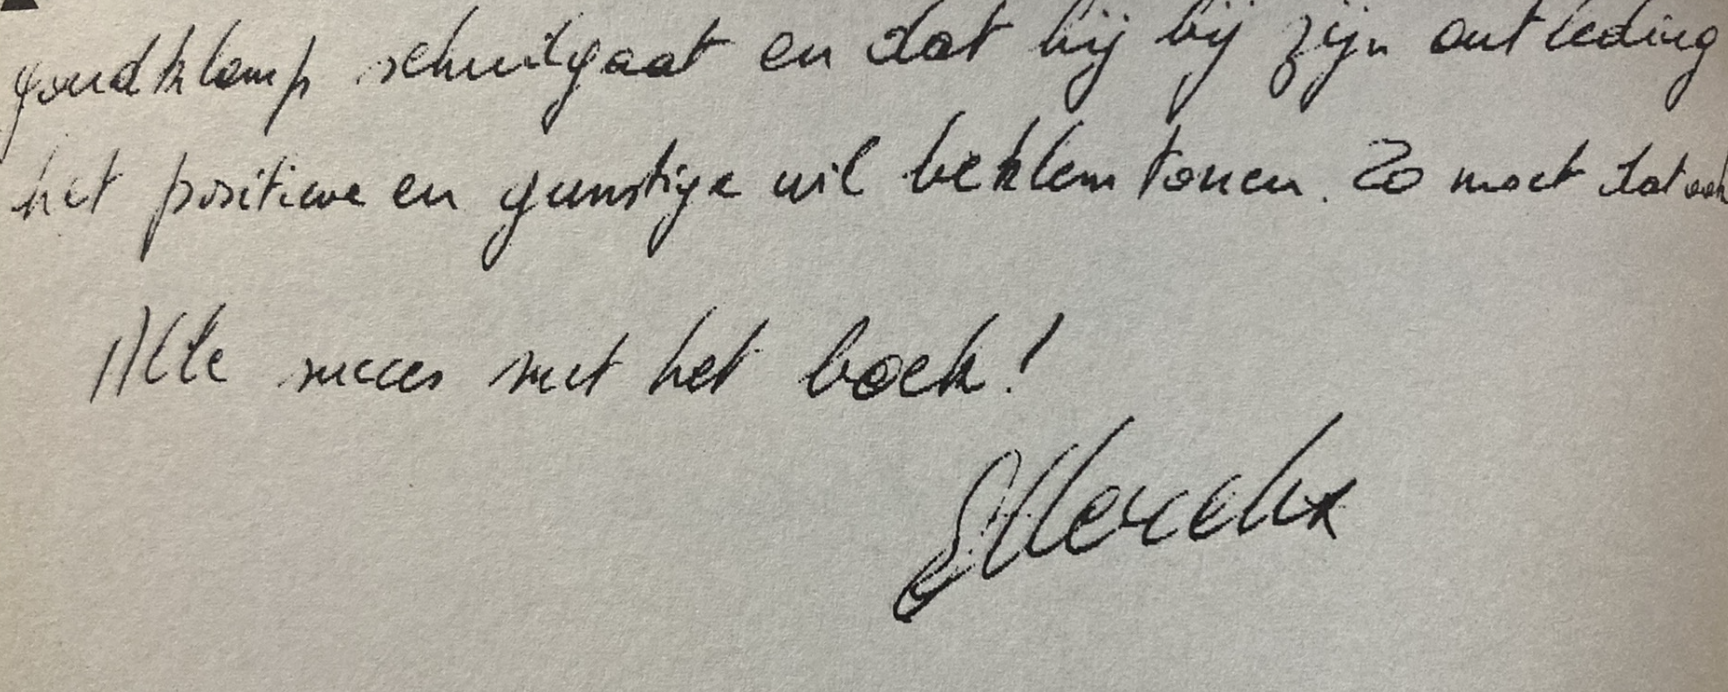 goudklomp schuilgaat en dat hij bij zijn ontleding
het positieve en gunstige wil beklemtonen. Zo moet dat ook
Alle succes met het boek!
EMerckx